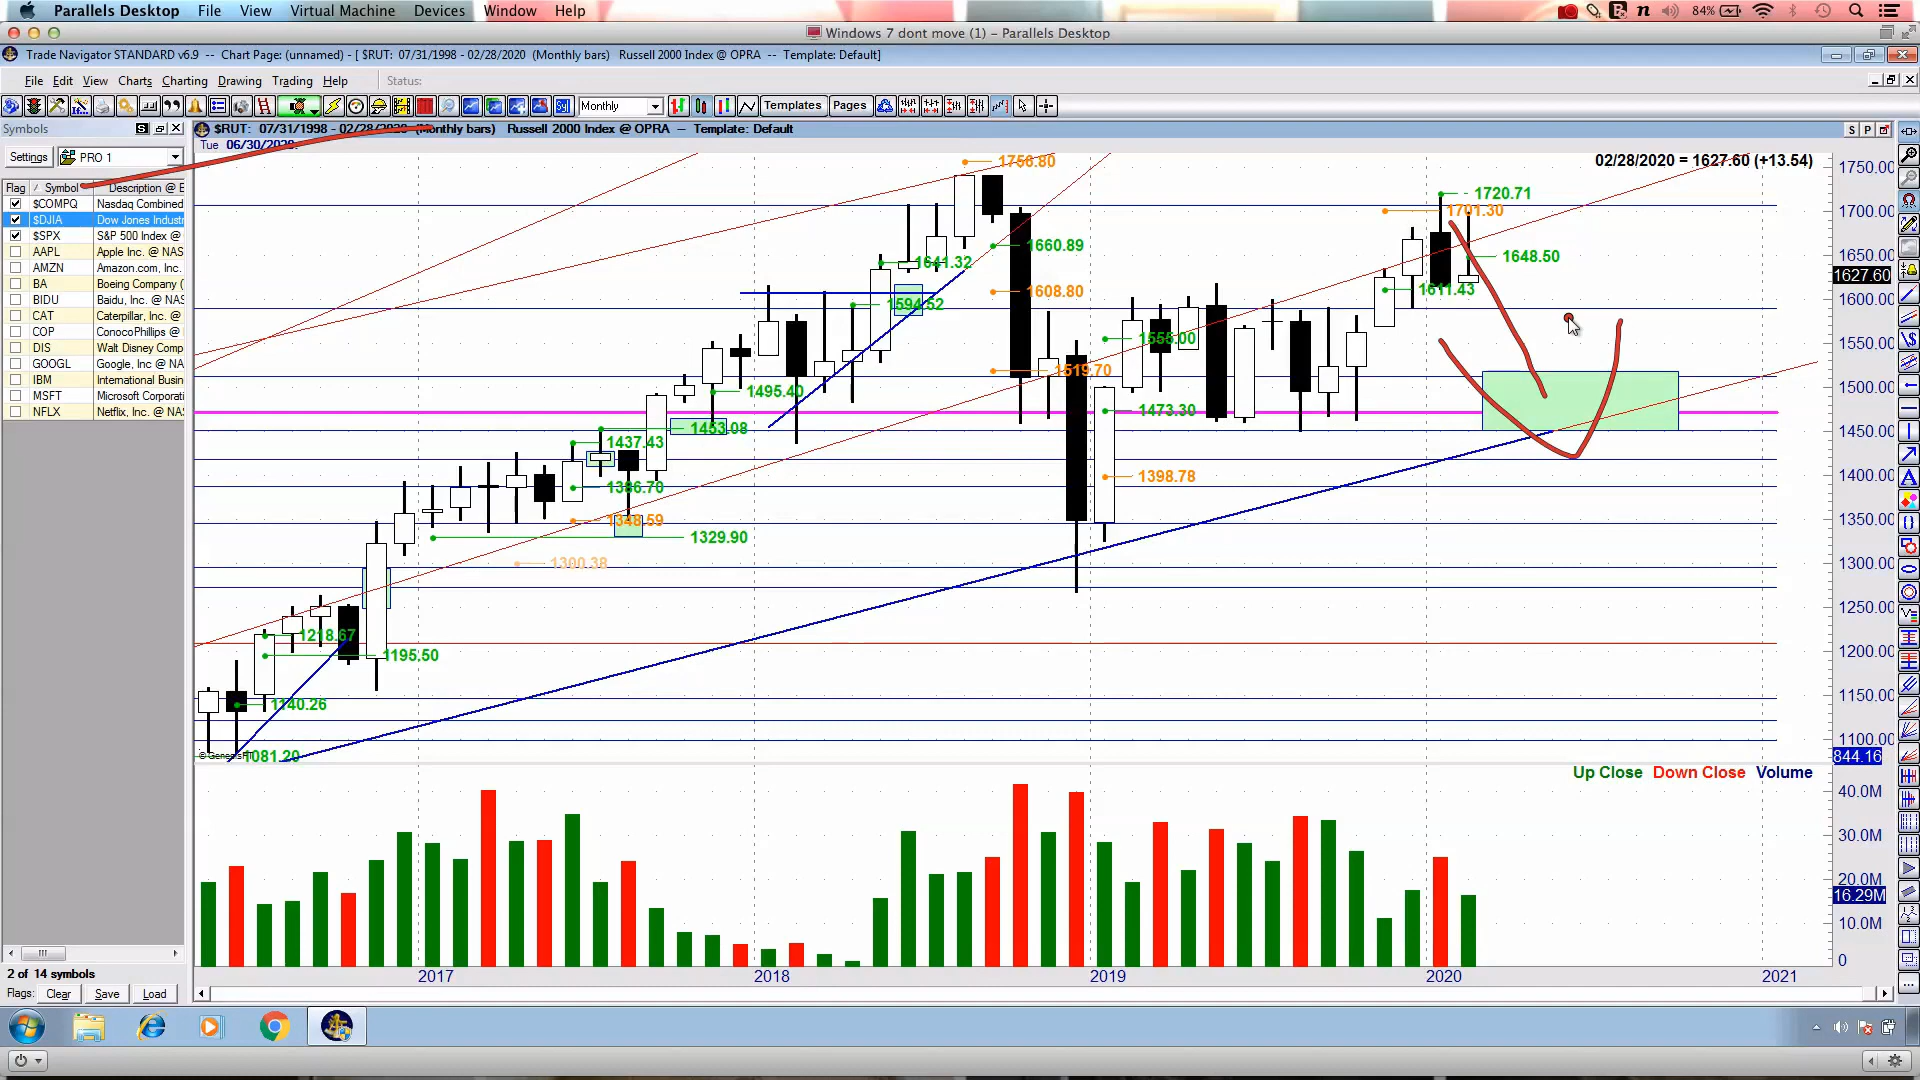 Parallels Desktop File View Virtual Machine Devices Window Help 84%
Windows 7 dont move (1) - Parallels Desktop
Trade Navigator STANDARD v6.9 -- Chart Page: (unnamed) - [ $RUT: 07/31/1998 - 02/28/2020 (Monthly bars) Russell 2000 Index @ OPRA -- Template: Default]
File Edit View Charts Charting Drawing Trading Help Status:
Monthly Templates Pages
Symbols S
$RUT: 07/31/1998 - 02/28/2020 (Monthly bars) Russell 2000 Index @ OPRA -- Template: Default S P
Tue 06/30/2020
Settings PRO 1
02/28/2020 = 1627.60 (+13.54)
Flag / Symbol Description @ E
$COMPQ Nasdaq Combined
$DJIA Dow Jones Industri
$SPX S&P 500 Index @
AAPL Apple Inc. @ NAS
AMZN Amazon.com, Inc.
BA Boeing Company (
BIDU Baidu, Inc. @ NAS
CAT Caterpillar, Inc. @
COP ConocoPhillips @
DIS Walt Disney Comp
GOOGL Google, Inc @ NA
IBM International Busin
MSFT Microsoft Corporati
NFLX Netflix, Inc. @ NAS
1756.80
1720.71
1701.30
1660.89
1648.50
1641.32
1611.43
1608.80
1594.52
1555.00
1519.70
1495.40
1473.30
1453.08
1437.43
1398.78
1386.70
1348.59
1329.90
1300.38
1218.67
1195.50
1140.26
1081.20
1750.00
1700.00
1650.00
1627.60
1600.00
1550.00
1500.00
1450.00
1400.00
1350.00
1300.00
1250.00
1200.00
1150.00
1100.00
844.16
Up Close Down Close Volume
40.0M
30.0M
20.0M
16.29M
10.0M
0
2017 2018 2019 2020 2021
2 of 14 symbols
Flags: Clear Save Load